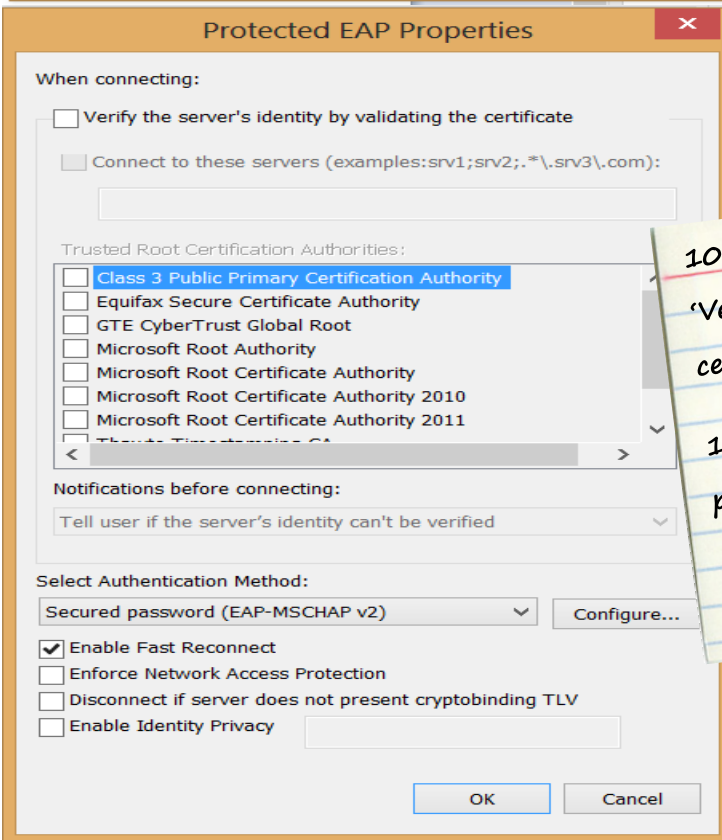 Protected EAP Properties
When connecting:
Verify the server's identity by validating the certificate
Connect to these servers (examples:srv1;srv2;.*\.srv3\.com):
Trusted Root Certification Authorities:
Class 3 Public Primary Certification Authority
Equifax Secure Certificate Authority
GTE CyberTrust Global Root
Microsoft Root Authority
Microsoft Root Certificate Authority
Microsoft Root Certificate Authority 2010
Microsoft Root Certificate Authority 2011
Thawte Timestamping CA
Notifications before connecting:
Tell user if the server's identity can't be verified
Select Authentication Method:
Secured password (EAP-MSCHAP v2)
Configure...
Enable Fast Reconnect
Enforce Network Access Protection
Disconnect if server does not present cryptobinding TLV
Enable Identity Privacy
OK
Cancel
10